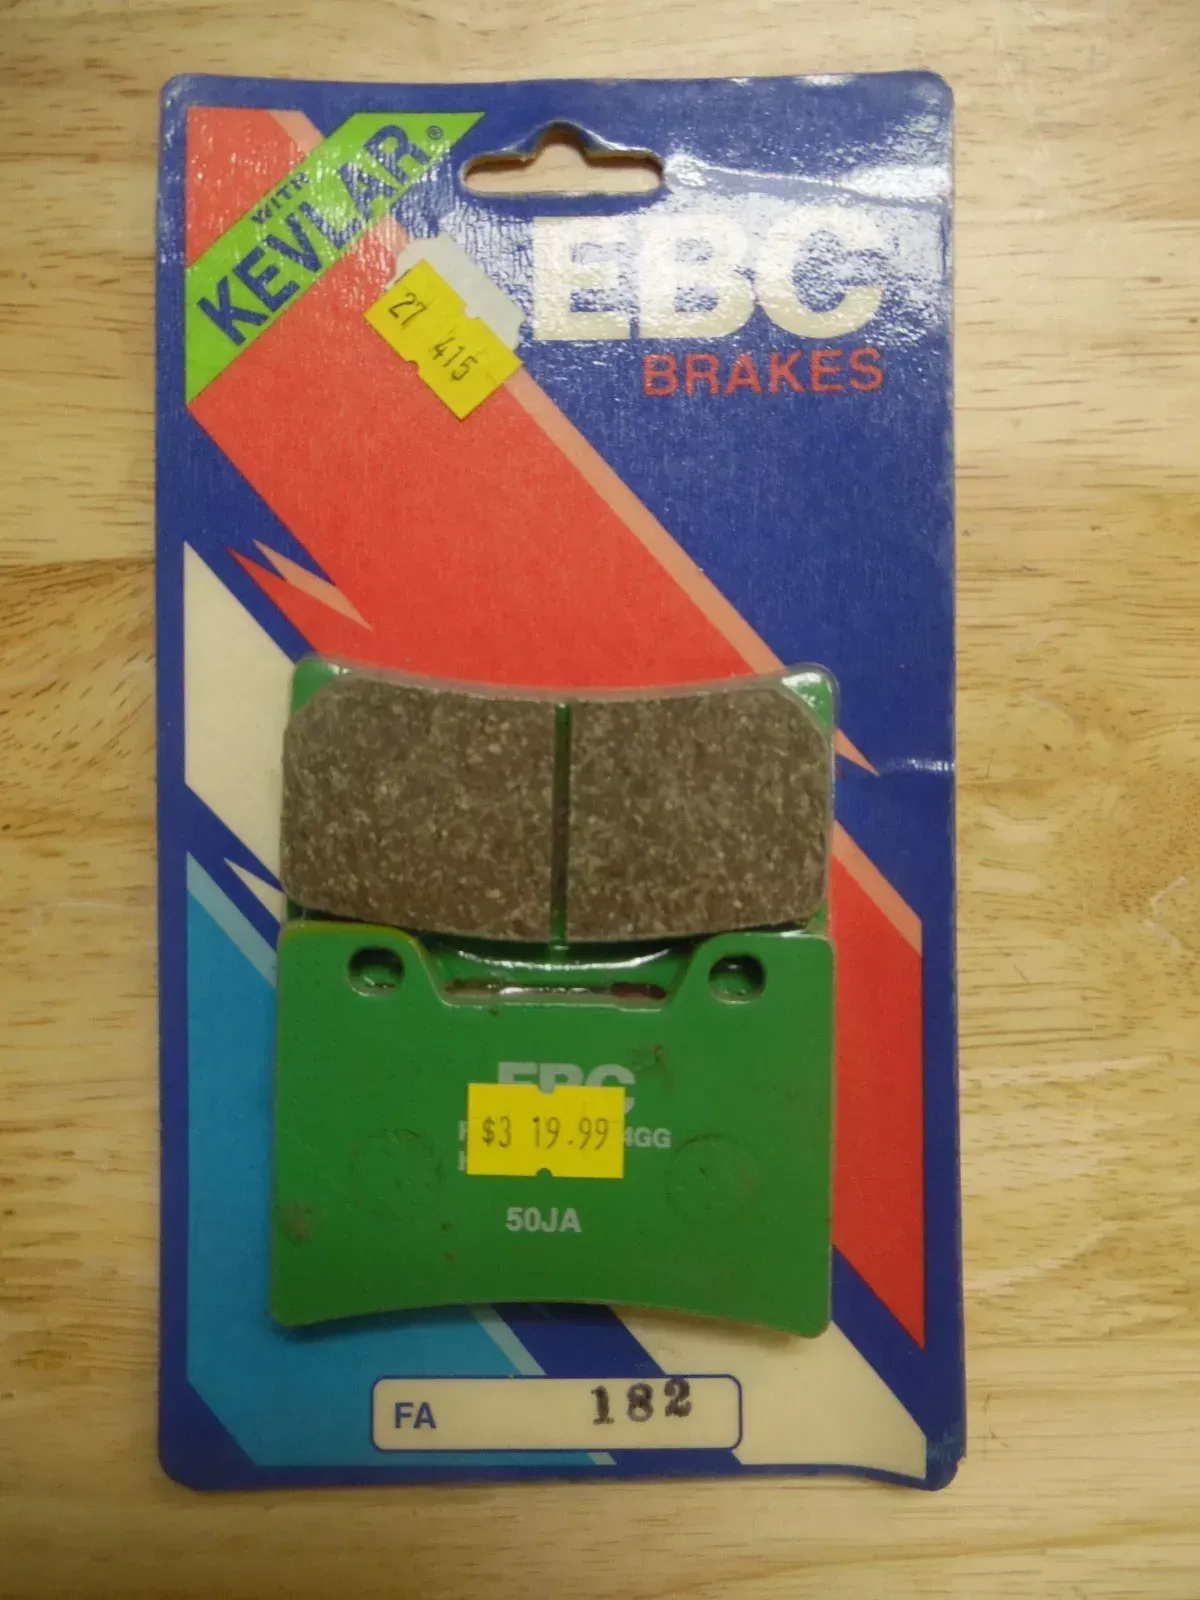 WITH
KEVLAR®
EBC
BRAKES
27 415
EBC
$3 19.99
4GG
50JA
FA 182